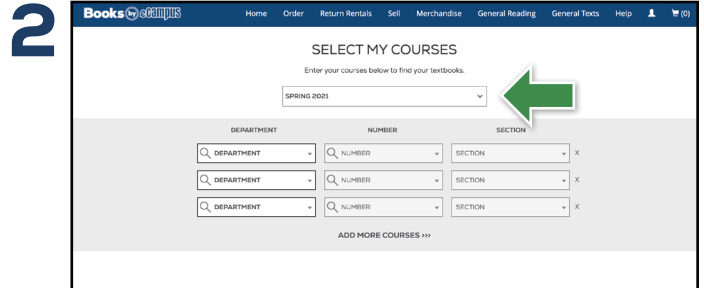 2
Books by eCampus Home Order Return Rentals Sell Merchandise General Reading General Texts Help (0)
SELECT MY COURSES
Enter your courses below to find your textbooks.
SPRING 2021
DEPARTMENT NUMBER SECTION
DEPARTMENT NUMBER SECTION X
DEPARTMENT NUMBER SECTION X
DEPARTMENT NUMBER SECTION X
ADD MORE COURSES >>>